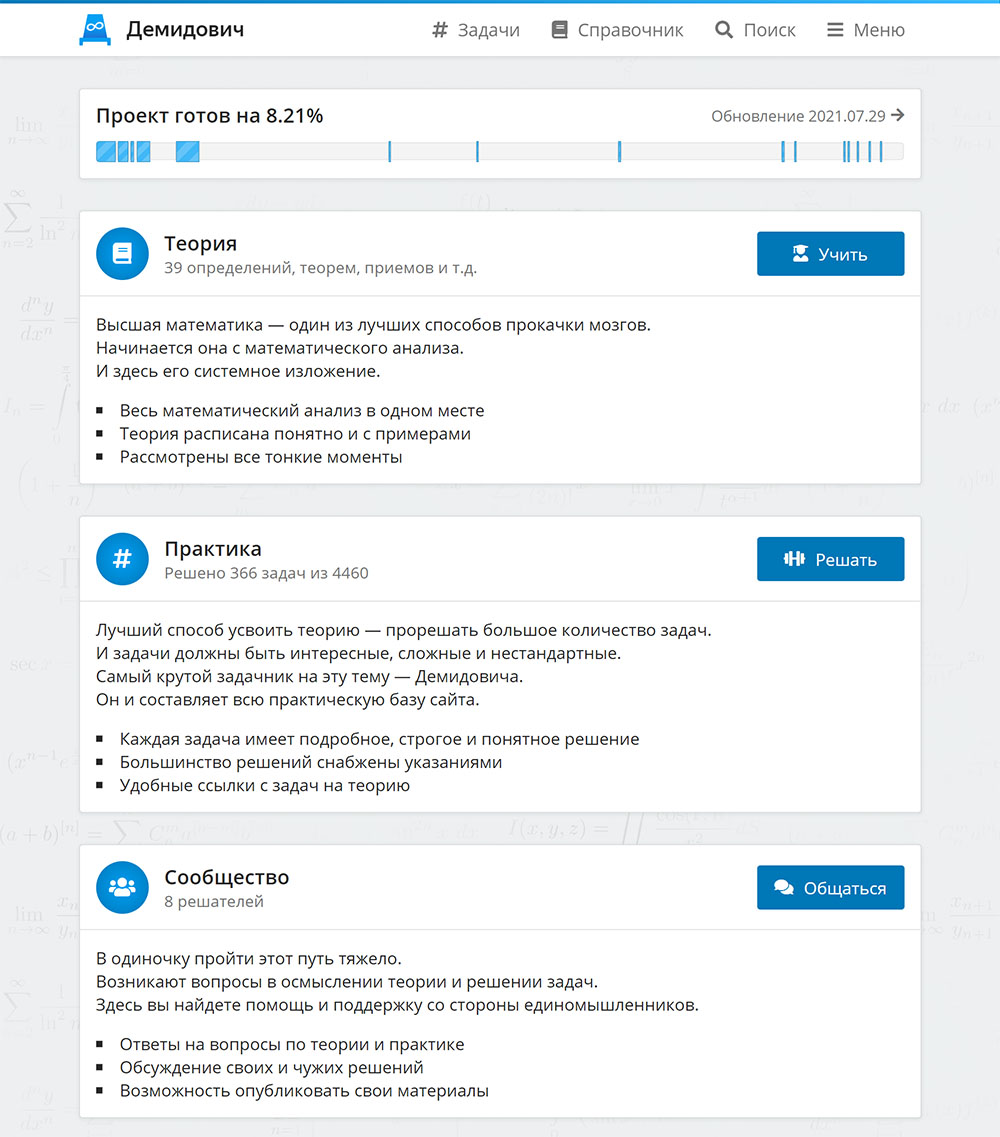 Демидович
Задачи
Справочник
Поиск
Меню
Проект готов на 8.21%
Обновление 2021.07.29
Теория
39 определений, теорем, приемов и т.д.
Учить
Высшая математика — один из лучших способов прокачки мозгов.
Начинается она с математического анализа.
И здесь его системное изложение.
Весь математический анализ в одном месте
Теория расписана понятно и с примерами
Рассмотрены все тонкие моменты
Практика
Решено 366 задач из 4460
Решать
Лучший способ усвоить теорию — прорешать большое количество задач.
И задачи должны быть интересные, сложные и нестандартные.
Самый крутой задачник на эту тему — Демидовича.
Он и составляет всю практическую базу сайта.
Каждая задача имеет подробное, строгое и понятное решение
Большинство решений снабжены указаниями
Удобные ссылки с задач на теорию
Сообщество
8 решателей
Общаться
В одиночку пройти этот путь тяжело.
Возникают вопросы в осмыслении теории и решении задач.
Здесь вы найдете помощь и поддержку со стороны единомышленников.
Ответы на вопросы по теории и практике
Обсуждение своих и чужих решений
Возможность опубликовать свои материалы